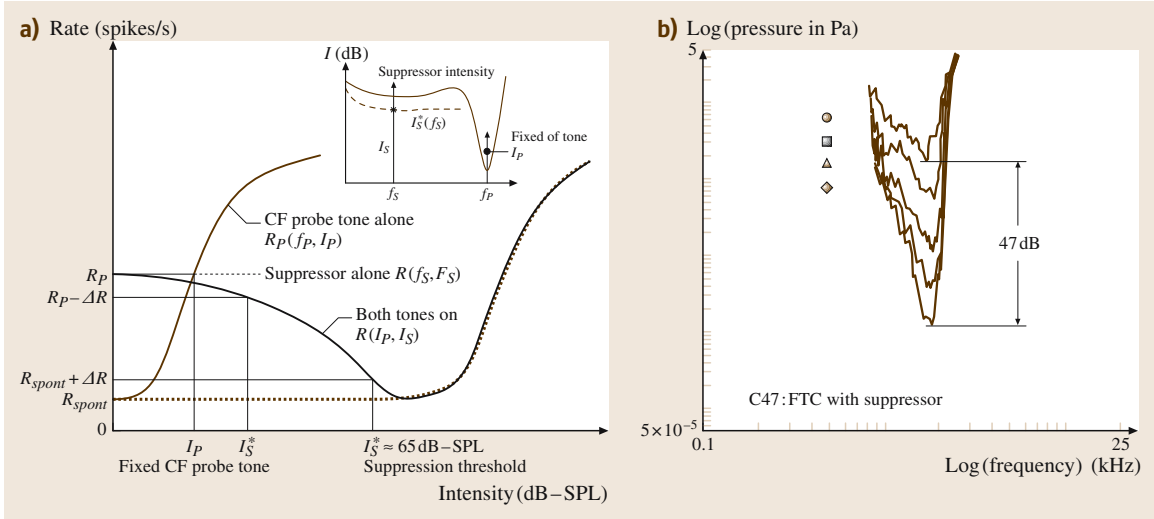 a) Rate (spikes/s)
I (dB)
Suppressor intensity
I*S(fS)
IS
Fixed of tone
IP
fS
fP
CF probe tone alone
RP(fP, IP)
RP
Suppressor alone R(fS, FS)
RP – ΔR
Both tones on
R(IP, IS)
Rspont + ΔR
Rspont
0
IP
I*S
I*S ≈ 65 dB – SPL
Fixed CF probe tone
Suppression threshold
Intensity (dB – SPL)
b) Log (pressure in Pa)
5
47 dB
C47 : FTC with suppressor
5×10⁻⁵
0.1
25
Log (frequency) (kHz)